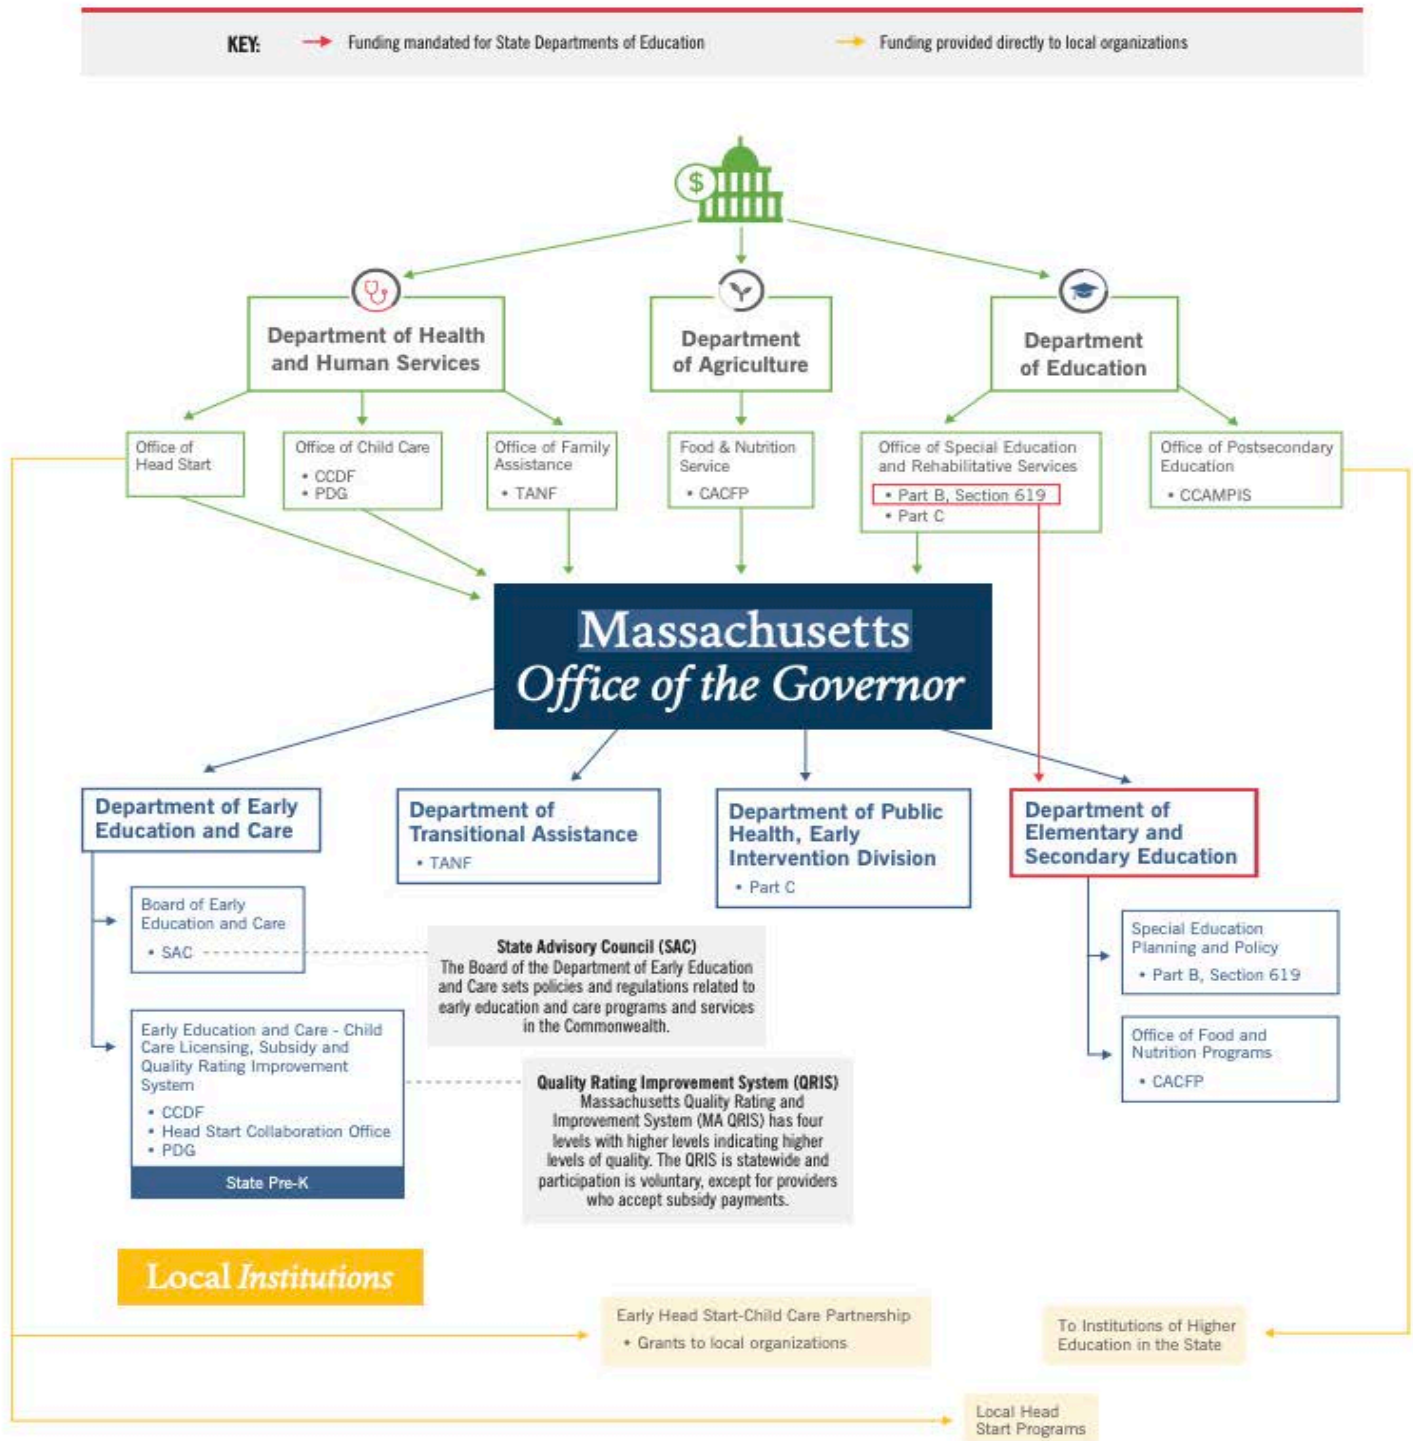 KEY:
Funding mandated for State Departments of Education
Funding provided directly to local organizations
$
Department of Health
and Human Services
Department
of Agriculture
Department
of Education
Office of
Head Start
Office of Child Care
• CCDF
• PDG
Office of Family
Assistance
• TANF
Food & Nutrition
Service
• CACFP
Office of Special Education
and Rehabilitative Services
• Part B, Section 619
• Part C
Office of Postsecondary
Education
• CCAMPIS
Massachusetts
Office of the Governor
Department of Early
Education and Care
Department of
Transitional Assistance
• TANF
Department of Public
Health, Early
Intervention Division
• Part C
Department of
Elementary and
Secondary Education
Board of Early
Education and Care
• SAC
State Advisory Council (SAC)
The Board of the Department of Early Education
and Care sets policies and regulations related to
early education and care programs and services
in the Commonwealth.
Special Education
Planning and Policy
• Part B, Section 619
Early Education and Care - Child
Care Licensing, Subsidy and
Quality Rating Improvement
System
• CCDF
• Head Start Collaboration Office
• PDG
State Pre-K
Quality Rating Improvement System (QRIS)
Massachusetts Quality Rating and
Improvement System (MA QRIS) has four
levels with higher levels indicating higher
levels of quality. The QRIS is statewide and
participation is voluntary, except for providers
who accept subsidy payments.
Office of Food and
Nutrition Programs
• CACFP
Local Institutions
Early Head Start-Child Care Partnership
• Grants to local organizations
To Institutions of Higher
Education in the State
Local Head
Start Programs